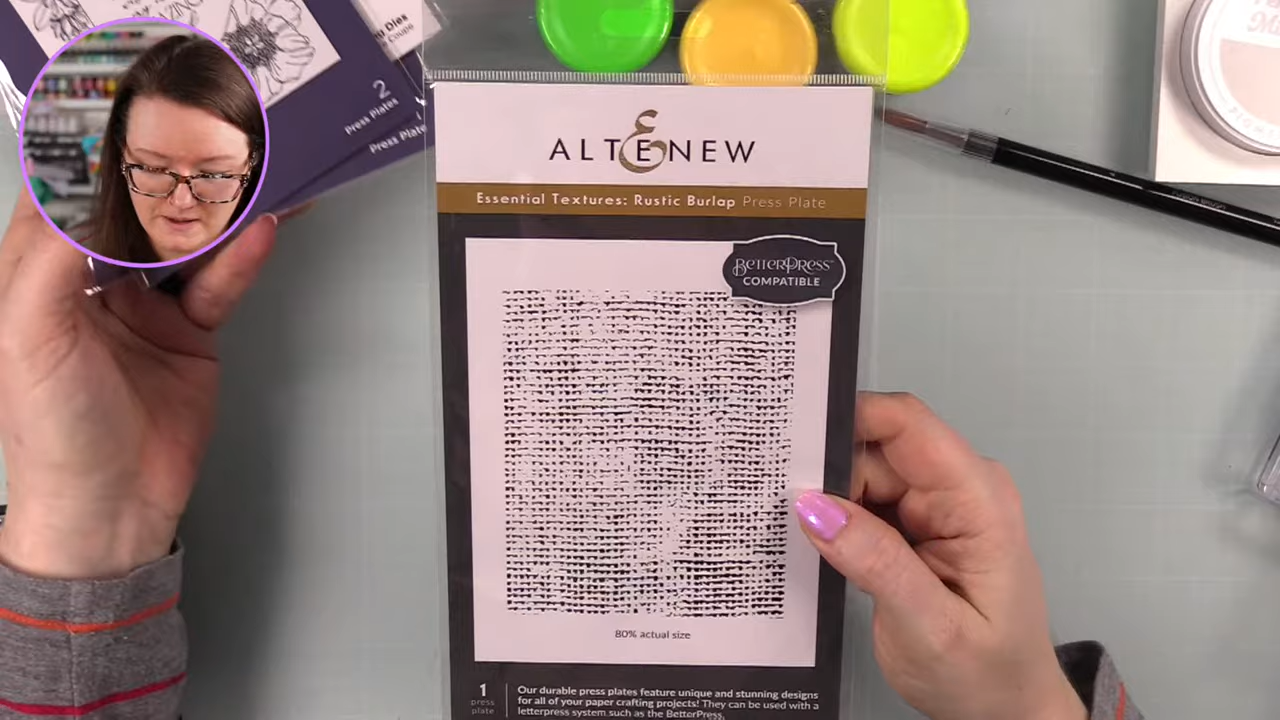 Dies
2
Press Plates
Press Plate
ALTENEW
Essential Textures: Rustic Burlap Press Plate
BETTERPRESS™
COMPATIBLE
80% actual size
1
press
plate
Our durable press plates feature unique and stunning designs
for all of your paper crafting projects! They can be used with a
letterpress system such as the BetterPress.